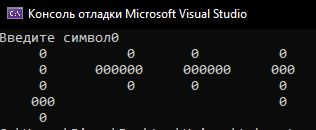 Консоль отладки Microsoft Visual Studio
Введите символ0
     0          0      0          0
     0      000000     000000     000
     0          0      0          0
    000                            0
     0